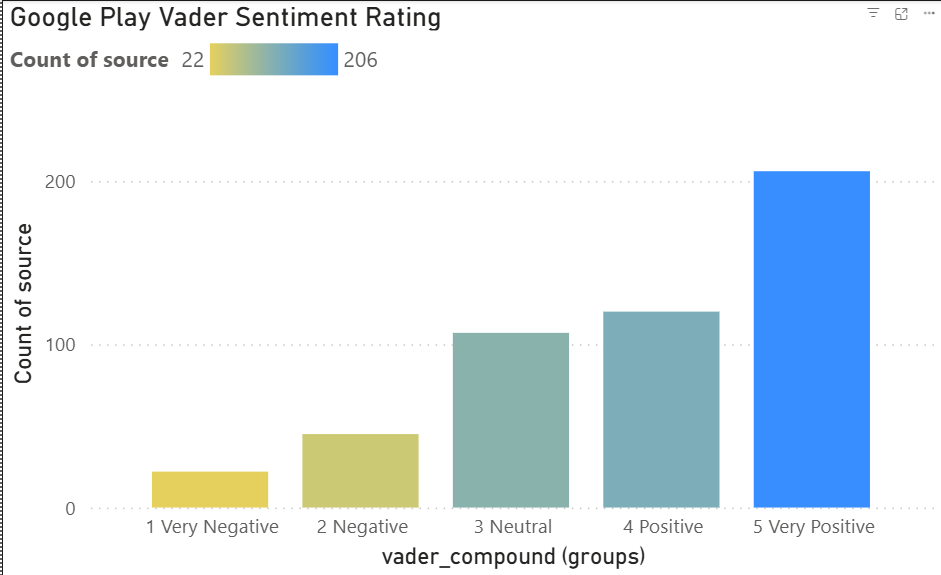 Google Play Vader Sentiment Rating
Count of source 22 206
200
100
0
Count of source
1 Very Negative 2 Negative 3 Neutral 4 Positive 5 Very Positive
vader_compound (groups)